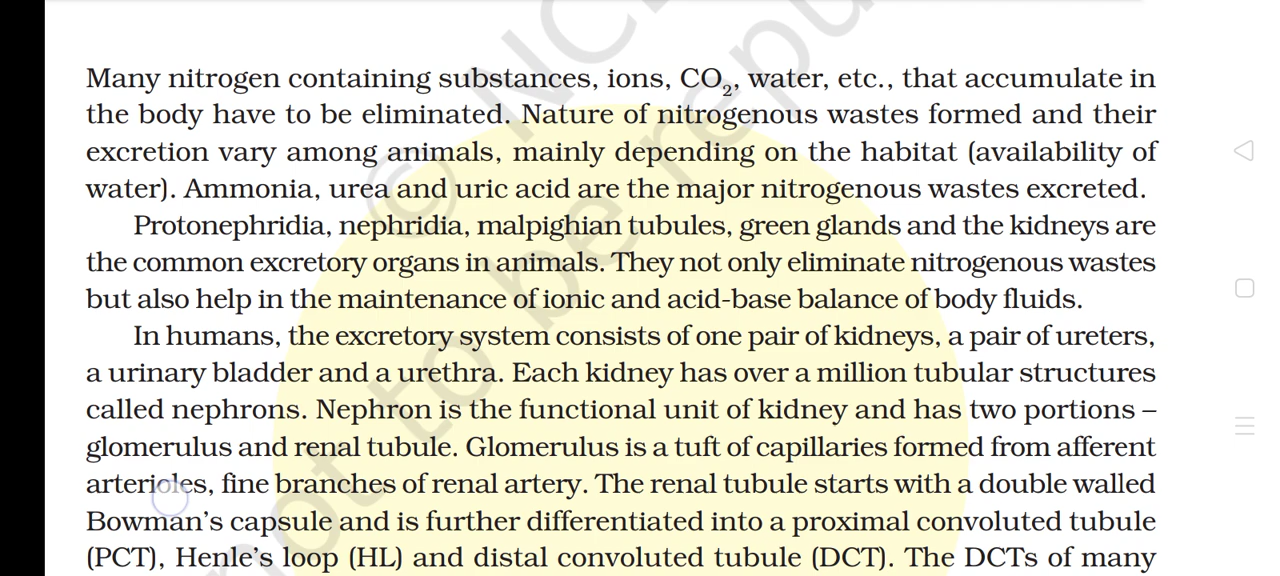 Many nitrogen containing substances, ions, CO₂, water, etc., that accumulate in
the body have to be eliminated. Nature of nitrogenous wastes formed and their
excretion vary among animals, mainly depending on the habitat (availability of
water). Ammonia, urea and uric acid are the major nitrogenous wastes excreted.
Protonephridia, nephridia, malpighian tubules, green glands and the kidneys are
the common excretory organs in animals. They not only eliminate nitrogenous wastes
but also help in the maintenance of ionic and acid-base balance of body fluids.
In humans, the excretory system consists of one pair of kidneys, a pair of ureters,
a urinary bladder and a urethra. Each kidney has over a million tubular structures
called nephrons. Nephron is the functional unit of kidney and has two portions –
glomerulus and renal tubule. Glomerulus is a tuft of capillaries formed from afferent
arterioles, fine branches of renal artery. The renal tubule starts with a double walled
Bowman's capsule and is further differentiated into a proximal convoluted tubule
(PCT), Henle's loop (HL) and distal convoluted tubule (DCT). The DCTs of many
© NC
not to be repu